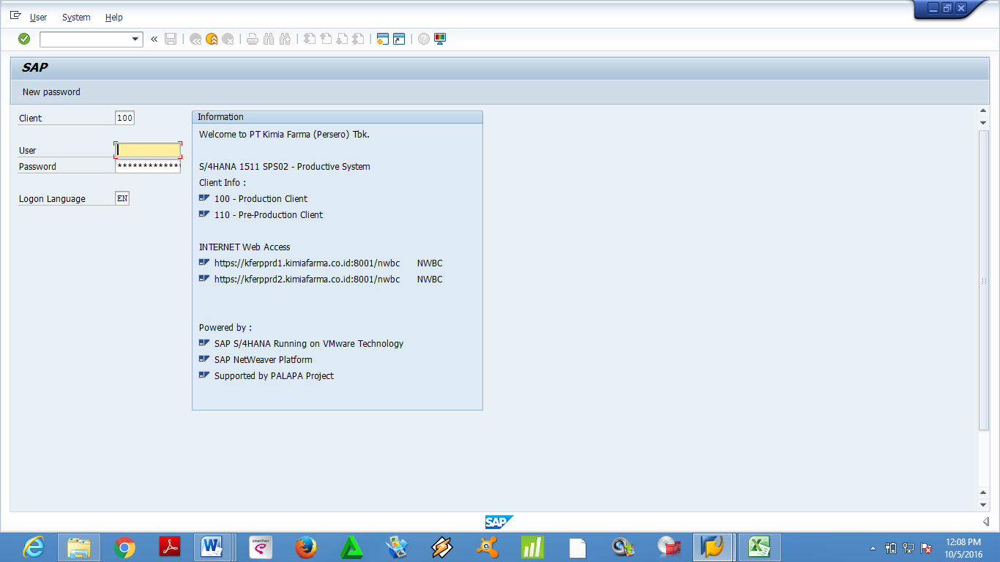 User System Help
SAP
New password
Client 100
User
Password ************
Logon Language EN
Information
Welcome to PT Kimia Farma (Persero) Tbk.
S/4HANA 1511 SPS02 - Productive System
Client Info :
100 - Production Client
110 - Pre-Production Client
INTERNET Web Access
https://kferpprd1.kimiafarma.co.id:8001/nwbc NWBC
https://kferpprd2.kimiafarma.co.id:8001/nwbc NWBC
Powered by :
SAP S/4HANA Running on VMware Technology
SAP NetWeaver Platform
Supported by PALAPA Project
SAP
smartfren
12:08 PM
10/5/2016